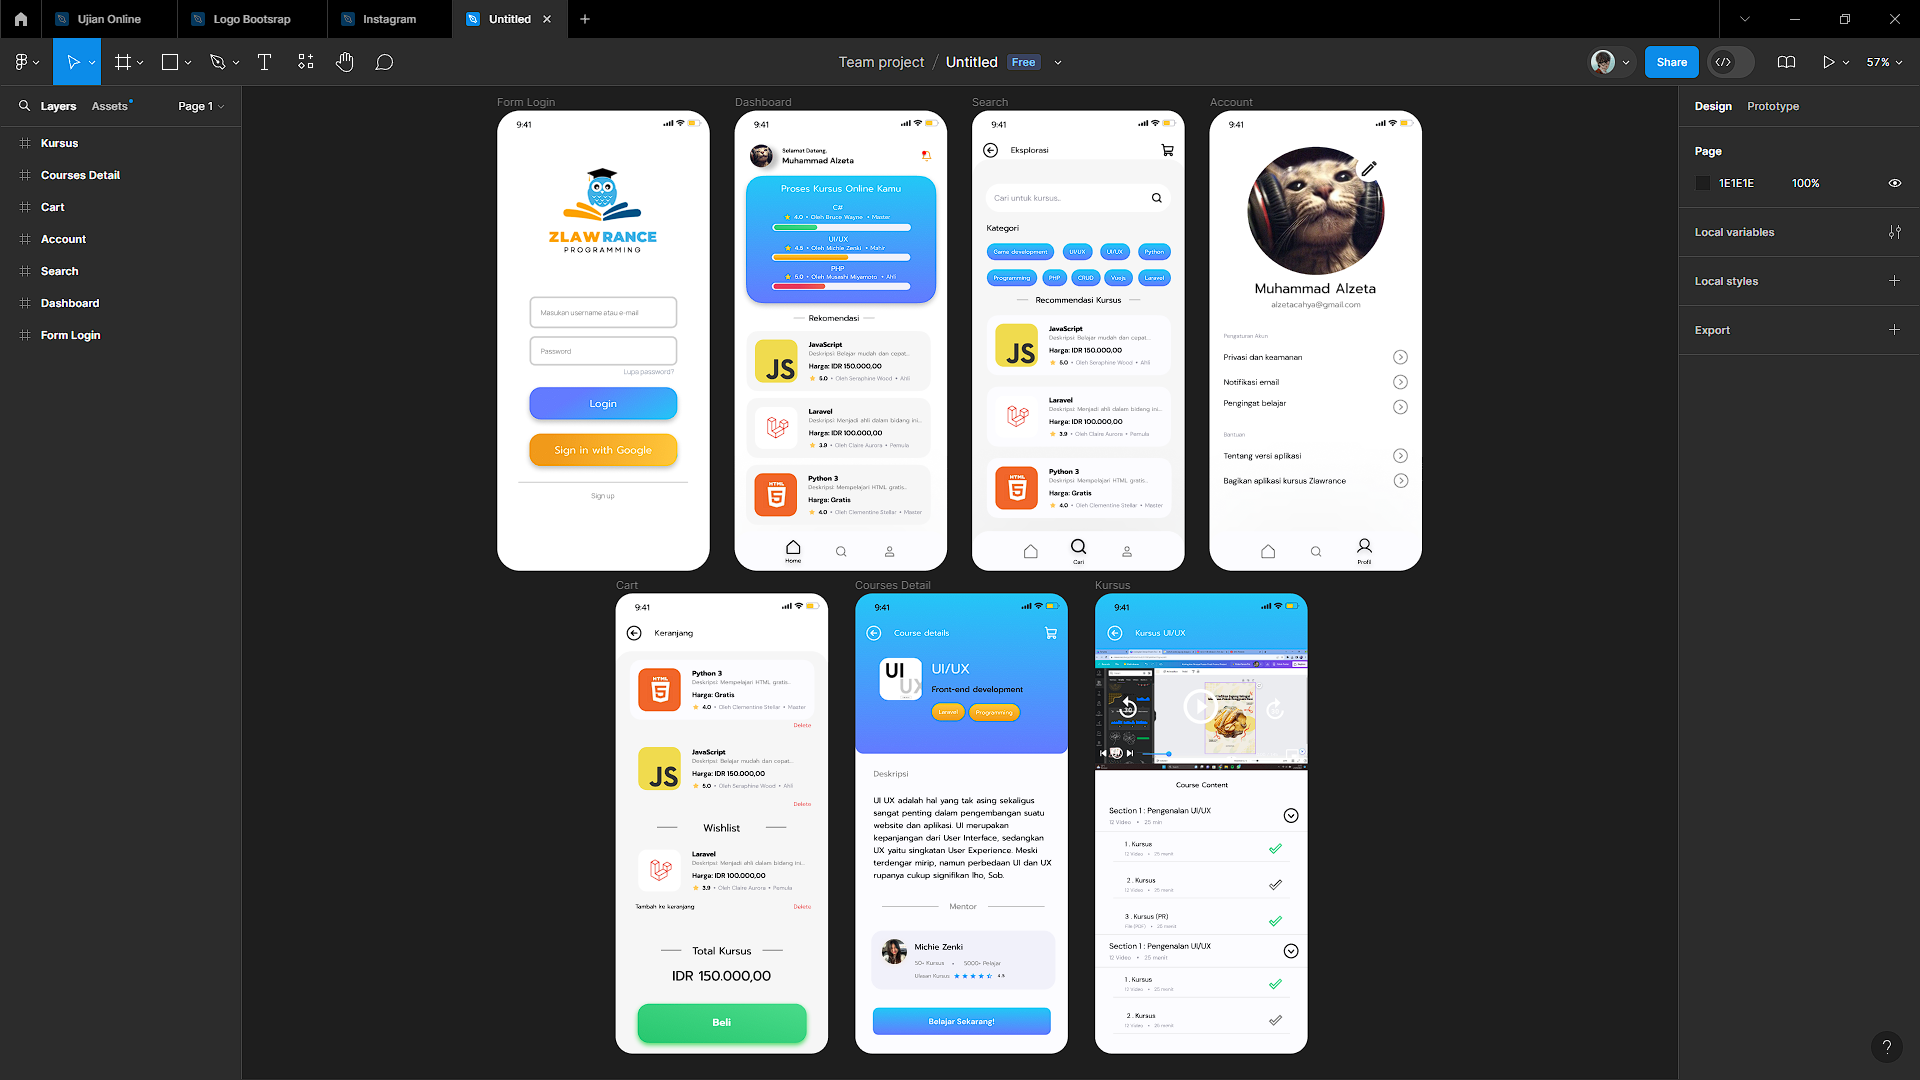 Ujian Online
Logo Bootsrap
Instagram
Untitled
Team project / Untitled Free
Share
57%
Layers
Assets
Page 1
Kursus
Courses Detail
Cart
Account
Search
Dashboard
Form Login
Design
Prototype
Page
1E1E1E 100%
Local variables
Local styles
Export
?
Form Login
9:41
ZLAWRANCE
PROGRAMMING
Masukan username atau e-mail
Password
Lupa password?
Login
Sign in with Google
Sign up
Dashboard
9:41
Selamat Datang,
Muhammad Alzeta
Proses Kursus Online Kamu
C#
4.0 • Oleh Bruce Wayne • Master
UI/UX
4.5 • Oleh Michie Zenki • Mahir
PHP
5.0 • Oleh Musashi Miyamoto • Ahli
Rekomendasi
JS
JavaScript
Deskripsi: Belajar mudah dan cepat...
Harga: IDR 150.000,00
5.0 • Oleh Seraphine Wood • Ahli
Laravel
Deskripsi: Menjadi ahli dalam bidang ini...
Harga: IDR 100.000,00
3.9 • Oleh Claire Aurora • Pemula
HTML
5
Python 3
Deskripsi: Mempelajari HTML gratis..
Harga: Gratis
4.0 • Oleh Clementine Stellar • Master
Home
Search
9:41
Eksplorasi
Cari untuk kursus..
Kategori
Game development
UI/UX
UI/UX
Python
Programming
PHP
CRUD
Vuejs
Laravel
Recommendasi Kursus
JS
JavaScript
Deskripsi: Belajar mudah dan cepat...
Harga: IDR 150.000,00
5.0 • Oleh Seraphine Wood • Ahli
Laravel
Deskripsi: Menjadi ahli dalam bidang ini...
Harga: IDR 100.000,00
3.9 • Oleh Claire Aurora • Pemula
HTML
5
Python 3
Deskripsi: Mempelajari HTML gratis..
Harga: Gratis
4.0 • Oleh Clementine Stellar • Master
Cari
Account
9:41
Muhammad Alzeta
alzetacahya@gmail.com
Pengaturan Akun
Privasi dan keamanan
Notifikasi email
Pengingat belajar
Bantuan
Tentang versi aplikasi
Bagikan aplikasi kursus Zlawrance
Profil
Cart
9:41
Keranjang
HTML
5
Python 3
Deskripsi: Mempelajari HTML gratis..
Harga: Gratis
4.0 • Oleh Clementine Stellar • Master
Delete
JS
JavaScript
Deskripsi: Belajar mudah dan cepat...
Harga: IDR 150.000,00
5.0 • Oleh Seraphine Wood • Ahli
Delete
Wishlist
Laravel
Deskripsi: Menjadi ahli dalam bidang ini...
Harga: IDR 100.000,00
3.9 • Oleh Claire Aurora • Pemula
Tambah ke keranjang
Delete
Total Kursus
IDR 150.000,00
Beli
Courses Detail
9:41
Course details
UI
UX
UI/UX
Front-end development
Laravel
Programming
Deskripsi
UI UX adalah hal yang tak asing sekaligus
sangat penting dalam pengembangan suatu
website dan aplikasi. UI merupakan
kepanjangan dari User Interface, sedangkan
UX yaitu singkatan User Experience. Meski
terdengar mirip, namun perbedaan UI dan UX
rupanya cukup signifikan lho, Sob.
Mentor
Michie Zenki
50+ Kursus • 5000+ Pelajar
Ulasan Kursus 4.5
Belajar Sekarang!
Kursus
9:41
Kursus UI/UX
Course Content
Section 1 : Pengenalan UI/UX
12 Video • 25 min
1 . Kursus
12 Video • 25 menit
2 . Kursus
12 Video • 25 menit
3 . Kursus (PR)
File (PDF) • 25 menit
Section 1 : Pengenalan UI/UX
12 Video • 25 menit
1 . Kursus
12 Video • 25 menit
2 . Kursus
12 Video • 25 menit